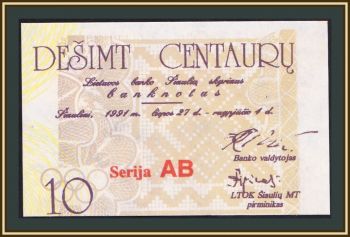 DEŠIMT CENTAURŲ
Lietuvos banko Šiaulių skyriaus
banknotas
Šiauliai, 1991 m. liepos 27 d. - rugpjūčio 1 d.
Banko valdytojas
Serija AB
LTOK Šiaulių MT
pirminikas
10